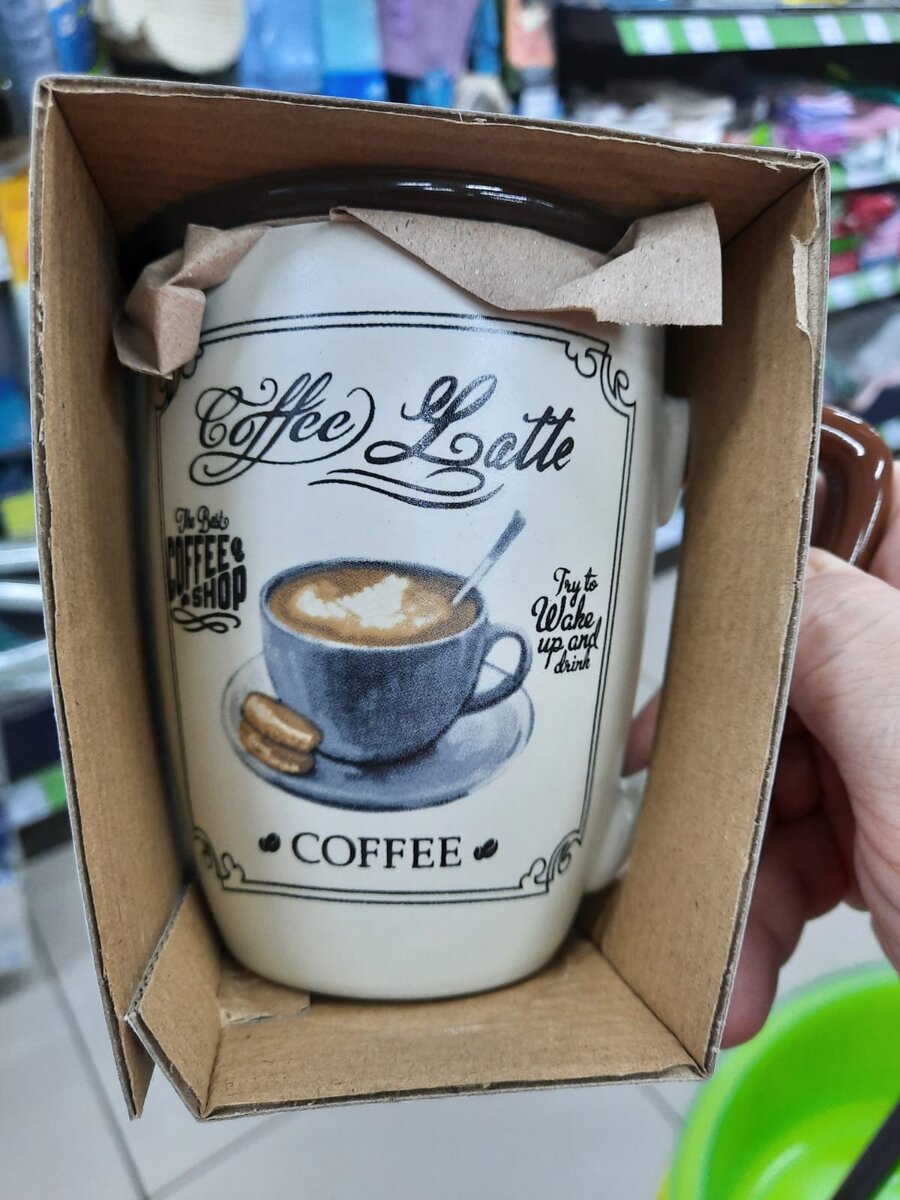 Coffee Latte
The Best
COFFEE
SHOP
Try to
Wake
up and
drink
COFFEE